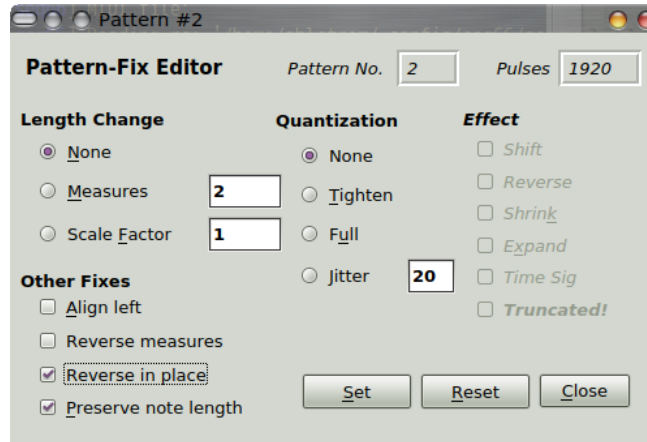 Pattern #2
Pattern-Fix Editor Pattern No. 2 Pulses 1920
Length Change
None
Measures 2
Scale Factor 1
Quantization
None
Tighten
Full
Jitter 20
Effect
Shift
Reverse
Shrink
Expand
Time Sig
Truncated!
Other Fixes
Align left
Reverse measures
Reverse in place
Preserve note length
Set Reset Close